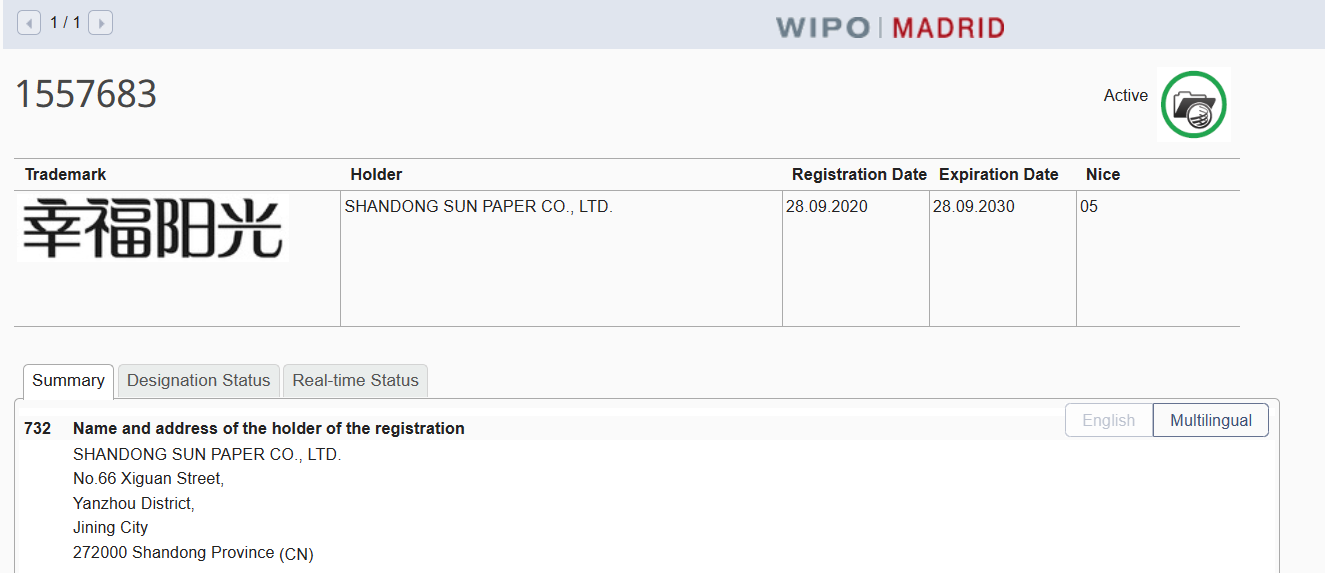 1 / 1
WIPO | MADRID
1557683
Active
Trademark Holder Registration Date Expiration Date Nice
幸福阳光 SHANDONG SUN PAPER CO., LTD. 28.09.2020 28.09.2030 05
Summary Designation Status Real-time Status
English Multilingual
732 Name and address of the holder of the registration
SHANDONG SUN PAPER CO., LTD.
No.66 Xiguan Street,
Yanzhou District,
Jining City
272000 Shandong Province (CN)